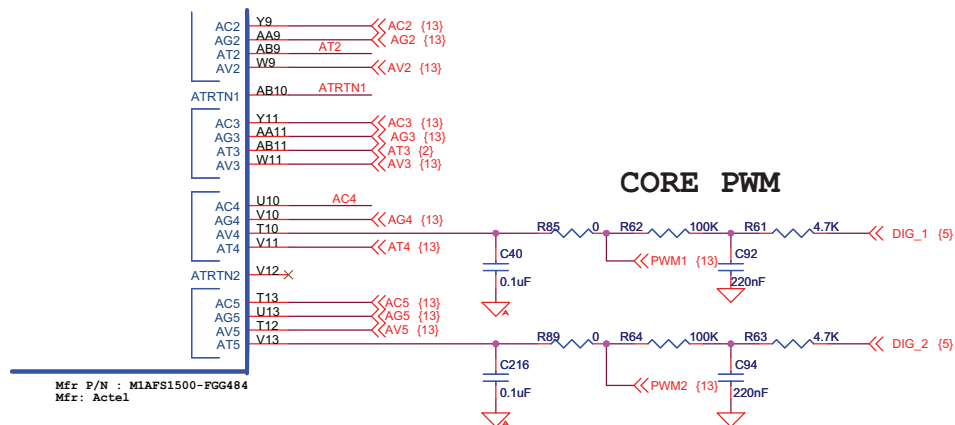 AC2 Y9 AC2 {13}
AG2 AA9 AG2 {13}
AT2 AB9 AT2
AV2 W9 AV2 {13}
ATRTN1 AB10 ATRTN1
AC3 Y11 AC3 {13}
AG3 AA11 AG3 {13}
AT3 AB11 AT3 {2}
AV3 W11 AV3 {13}
CORE PWM
AC4 U10 AC4
AG4 V10 AG4 {13}
AV4 T10 R85 0 R62 100K R61 4.7K DIG_1 {5}
AT4 V11 AT4 {13}
C40 C92
PWM1 {13}
ATRTN2 V12
0.1uF 220nF
AC5 T13 AC5 {13}
AG5 U13 AG5 {13}
A
AV5 T12 AV5 {13}
AT5 V13 R89 0 R64 100K R63 4.7K DIG_2 {5}
C216 C94
PWM2 {13}
0.1uF 220nF
A
Mfr P/N : M1AFS1500-FGG484
Mfr: Actel